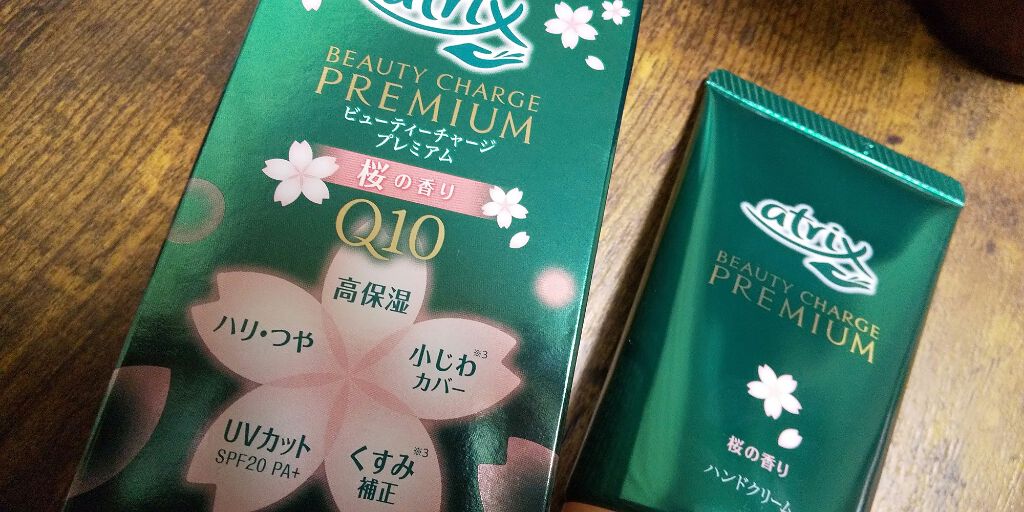 atrix
BEAUTY CHARGE
PREMIUM
ビューティーチャージ
プレミアム
桜の香り
Q10
高保湿
ハリ・つや
小じわ※3
カバー
UVカット
SPF20 PA+
くすみ※3
補正
atrix
BEAUTY CHARGE
PREMIUM
桜の香り
ハンドクリーム